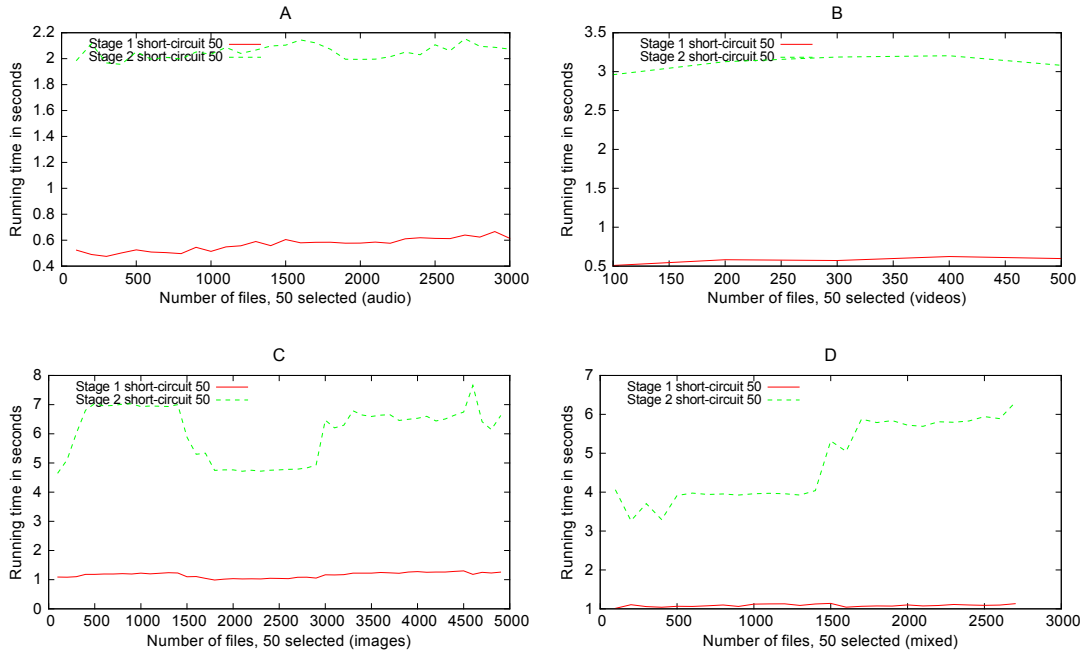 A
Running time in seconds
2.2
2
1.8
1.6
1.4
1.2
1
0.8
0.6
0.4
Stage 1 short-circuit 50
Stage 2 short-circuit 50
0 500 1000 1500 2000 2500 3000
Number of files, 50 selected (audio)
B
Running time in seconds
3.5
3
2.5
2
1.5
1
0.5
Stage 1 short-circuit 50
Stage 2 short-circuit 50
100 150 200 250 300 350 400 450 500
Number of files, 50 selected (videos)
C
Running time in seconds
8
7
6
5
4
3
2
1
0
Stage 1 short-circuit 50
Stage 2 short-circuit 50
0 500 1000 1500 2000 2500 3000 3500 4000 4500 5000
Number of files, 50 selected (images)
D
Running time in seconds
7
6
5
4
3
2
1
Stage 1 short-circuit 50
Stage 2 short-circuit 50
0 500 1000 1500 2000 2500 3000
Number of files, 50 selected (mixed)